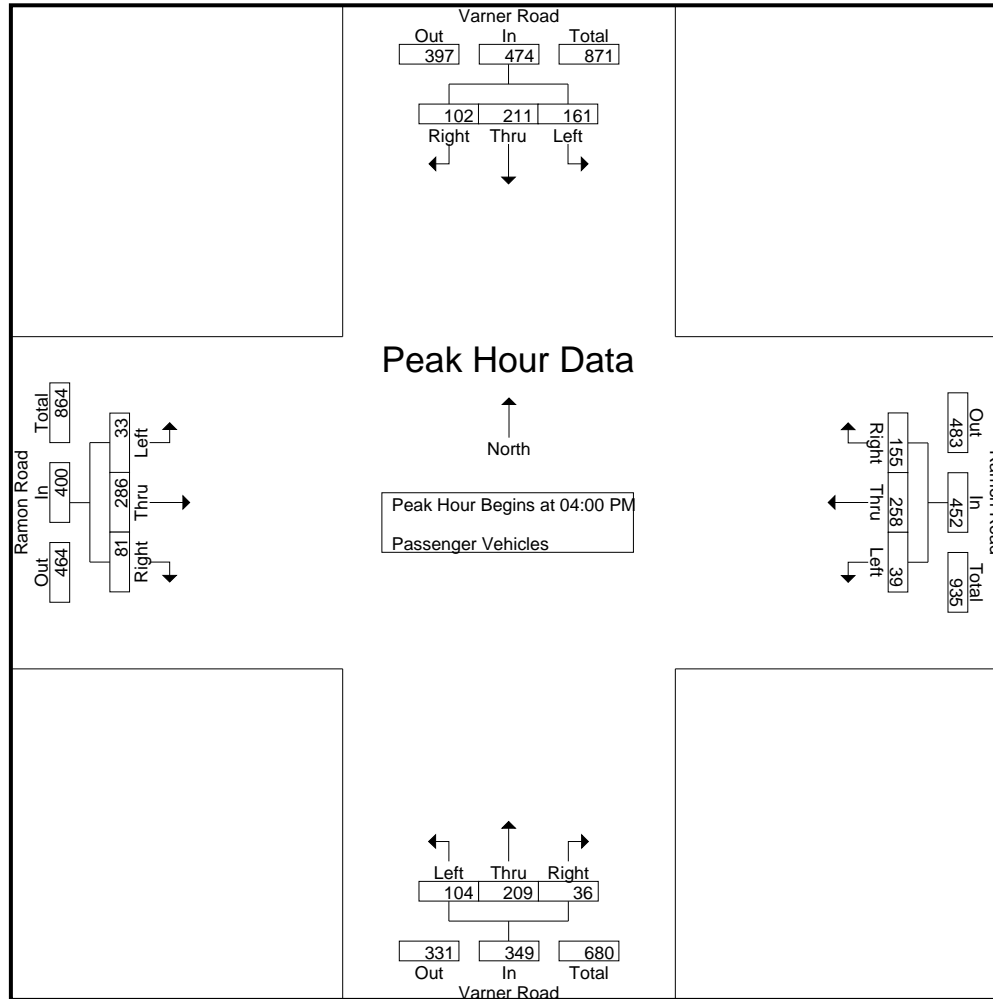 Varner Road
Out In Total
397 474 871
102 211 161
Right Thru Left
Peak Hour Data
North
Peak Hour Begins at 04:00 PM
Passenger Vehicles
Ramon Road
Total In Out
864 400 464
33 286 81
Left Thru Right
Out In Total
483 452 935
155 258 39
Right Thru Left
Left Thru Right
104 209 36
331 349 680
Out In Total
Varner Road